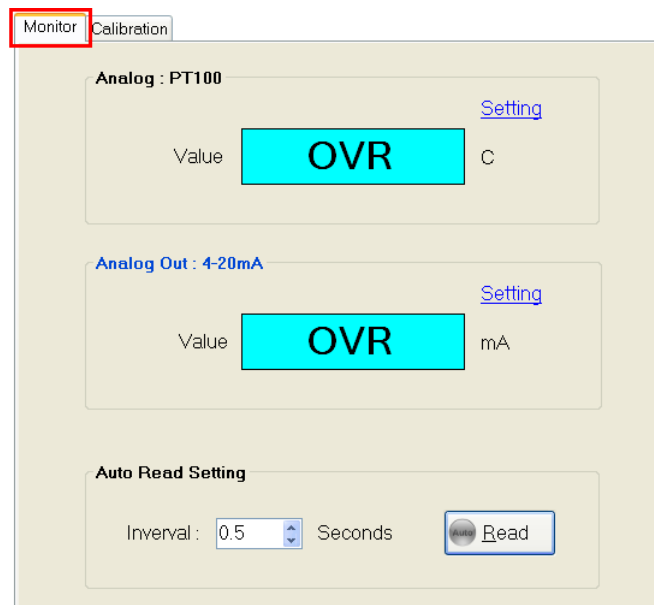 Monitor Calibration
Analog : PT100
Setting
Value OVR C
Analog Out : 4-20mA
Setting
Value OVR mA
Auto Read Setting
Inverval : 0.5 Seconds Auto Read